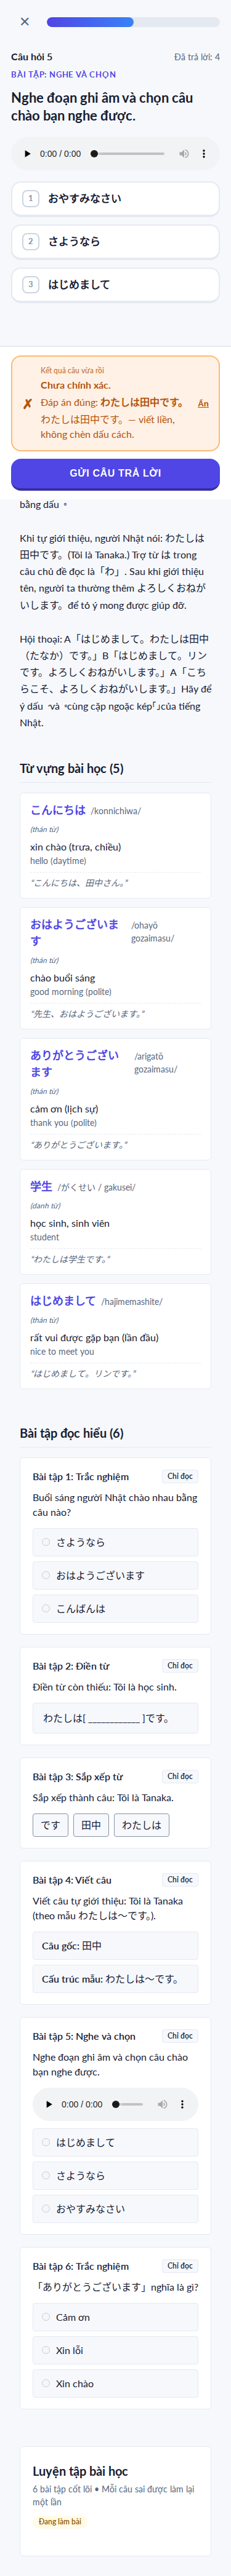 ✕
Câu hỏi 5
Đã trả lời: 4
BÀI TẬP: NGHE VÀ CHỌN
Nghe đoạn ghi âm và chọn câu
chào bạn nghe được.
0:00 / 0:00
1 おやすみなさい
2 さようなら
3 はじめまして
Kết quả câu vừa rồi
Chưa chính xác.
✗ Đáp án đúng: わたしは田中です。 Ẩn
わたしは田中です。— viết liền,
không chèn dấu cách.
GỬI CÂU TRẢ LỜI
bằng dấu 。
Khi tự giới thiệu, người Nhật nói: わたしは
田中です。(Tôi là Tanaka.) Trợ từ は trong
câu chủ đề đọc là「わ」. Sau khi giới thiệu
tên, người ta thường thêm よろしくおねが
いします。để tỏ ý mong được giúp đỡ.
Hội thoại: A「はじめまして。わたしは田中
（たなか）です。」B「はじめまして。リン
です。よろしくおねがいします。」A「こち
らこそ、よろしくおねがいします。」Hãy để
ý dấu 、và 。cùng cặp ngoặc kép「」của tiếng
Nhật.
Từ vựng bài học (5)
こんにちは /konnichiwa/
(thán từ)
xin chào (trưa, chiều)
hello (daytime)
“こんにちは、田中さん。”
おはようございま
す
/ohayō
gozaimasu/
(thán từ)
chào buổi sáng
good morning (polite)
“先生、おはようございます。”
ありがとうござい
ます
/arigatō
gozaimasu/
(thán từ)
cảm ơn (lịch sự)
thank you (polite)
“ありがとうございます。”
学生 /がくせい / gakusei/
(danh từ)
học sinh, sinh viên
student
“わたしは学生です。”
はじめまして /hajimemashite/
(thán từ)
rất vui được gặp bạn (lần đầu)
nice to meet you
“はじめまして。リンです。”
Bài tập đọc hiểu (6)
Bài tập 1: Trắc nghiệm Chỉ đọc
Buổi sáng người Nhật chào nhau bằng
câu nào?
さようなら
おはようございます
こんばんは
Bài tập 2: Điền từ Chỉ đọc
Điền từ còn thiếu: Tôi là học sinh.
わたしは[ ____________ ]です。
Bài tập 3: Sắp xếp từ Chỉ đọc
Sắp xếp thành câu: Tôi là Tanaka.
です 田中 わたしは
Bài tập 4: Viết câu Chỉ đọc
Viết câu tự giới thiệu: Tôi là Tanaka
(theo mẫu わたしは〜です。).
Câu gốc: 田中
Cấu trúc mẫu: わたしは〜です。
Bài tập 5: Nghe và chọn Chỉ đọc
Nghe đoạn ghi âm và chọn câu chào
bạn nghe được.
0:00 / 0:00
はじめまして
さようなら
おやすみなさい
Bài tập 6: Trắc nghiệm Chỉ đọc
「ありがとうございます」nghĩa là gì?
Cảm ơn
Xin lỗi
Xin chào
Luyện tập bài học
6 bài tập cốt lõi • Mỗi câu sai được làm lại
một lần
Đang làm bài